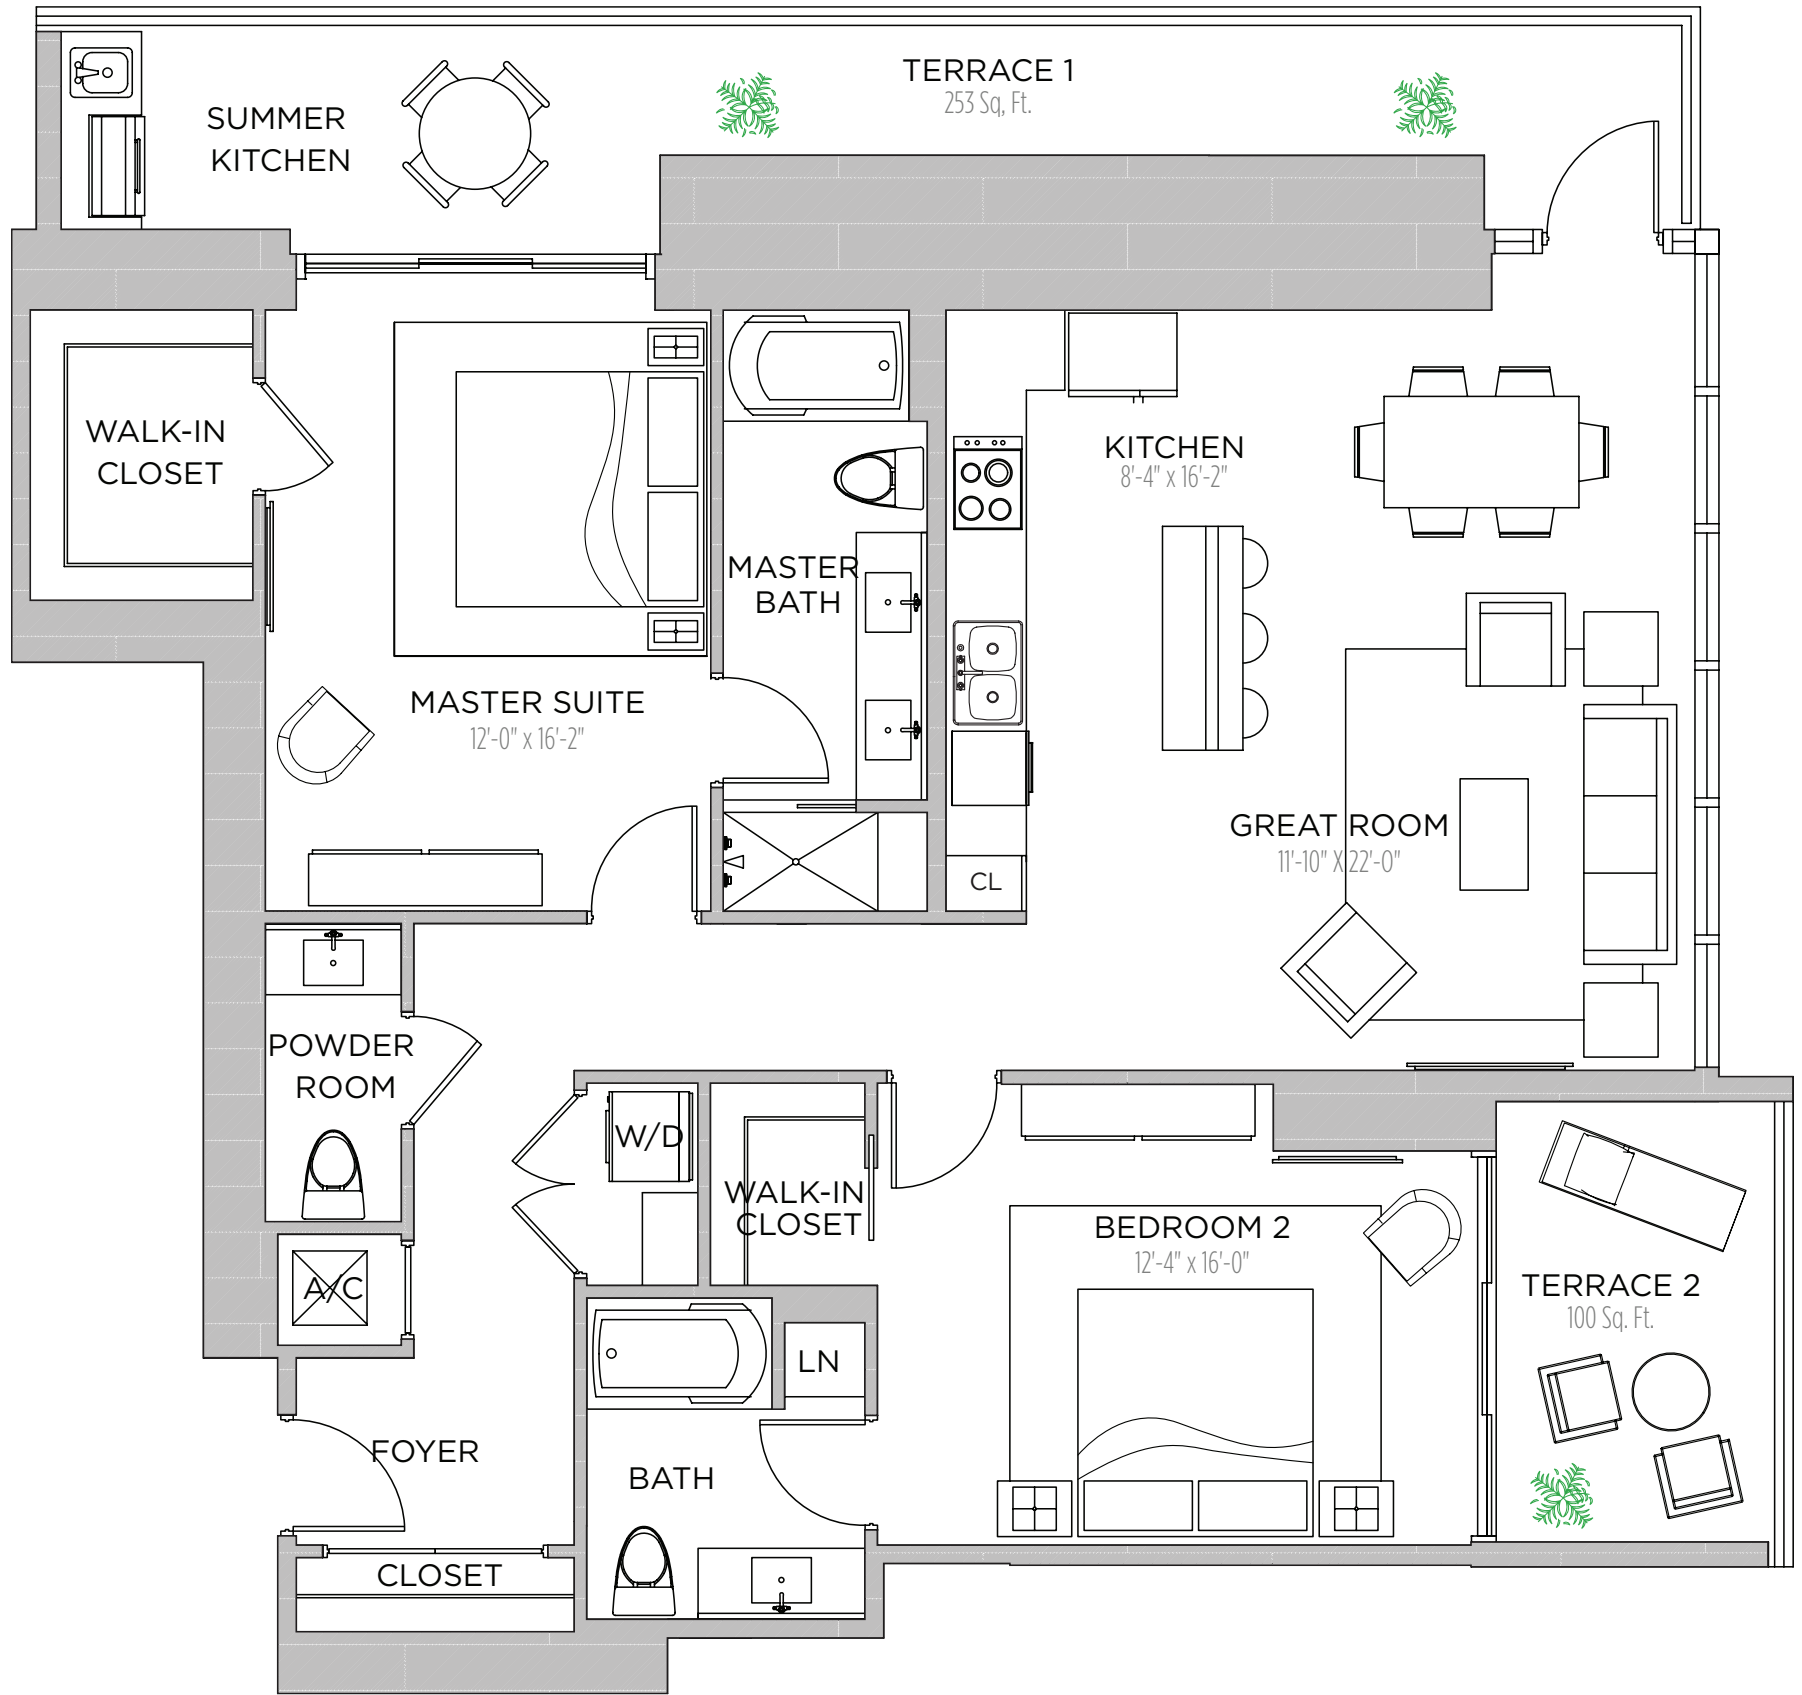 TERRACE 1
253 Sq, Ft.
SUMMER
KITCHEN
WALK-IN
CLOSET
KITCHEN
8'-4" x 16'-2"
MASTER
BATH
MASTER SUITE
12'-0" x 16'-2"
GREAT ROOM
11'-10" X 22'-0"
CL
POWDER
ROOM
W/D
WALK-IN
CLOSET
BEDROOM 2
12'-4" x 16'-0"
A/C
TERRACE 2
100 Sq. Ft.
LN
FOYER
BATH
CLOSET